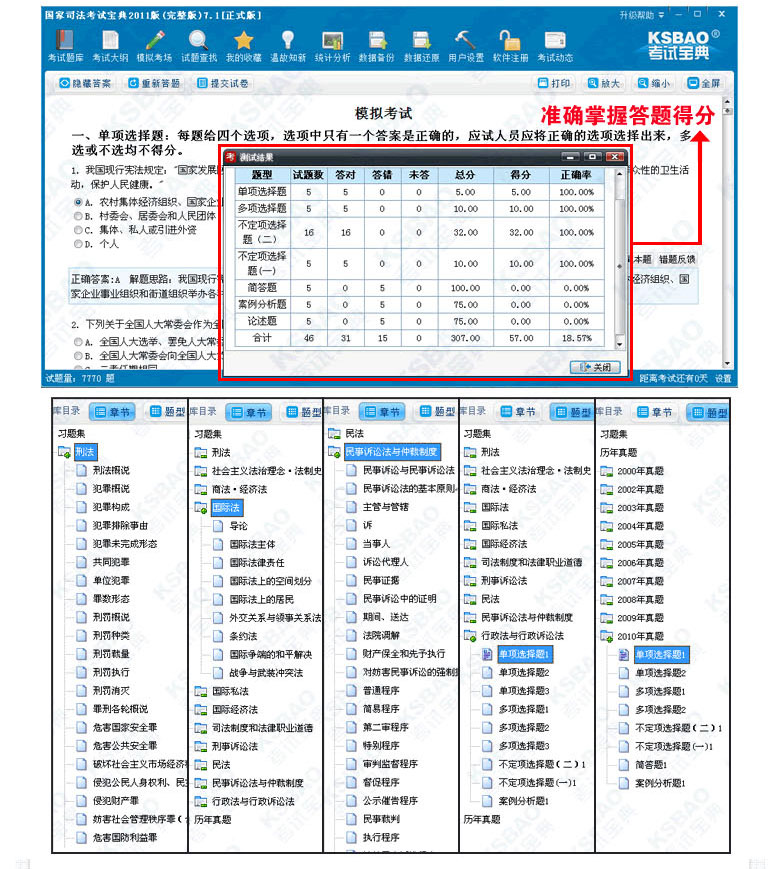 国家司法考试宝典2011版(完整版)7.1[正式版]
升级帮助
考试题库 考试大纲 模拟考场 试题查找 我的收藏 温故知新 统计分析 数据备份 数据还原 用户设置 软件注册 考试动态
KSBAO®
考试宝典
隐藏答案 重新答题 提交试卷 打印 放大 缩小 全屏
模拟考试
准确掌握答题得分
一、单项选择题：每题给四个选项，选项中只有一个答案是正确的，应试人员应将正确的选项选择出来，多
选或不选均不得分。
1. 我国现行宪法规定，"国家发展
众性的卫生活
动，保护人民健康。"
A. 农村集体经济组织、国家企
B. 村委会、居委会和人民团体
C. 集体、私人或引进外资
D. 个人
本题 错题反馈
正确答案:A 解题思路：我国现行
经济组织、国
家企业事业组织和街道组织举办各
2. 下列关于全国人大常委会作为全
A. 全国人大选举、罢免人大常
B. 全国人大常委会向全国人大
C. 二者任期相同
试题量：7770 题
距离考试还有0天 设置
测试结果
题型 试题数 答对 答错 未答 总分 得分 正确率
单项选择题 5 5 0 0 5.00 5.00 100.00%
多项选择题 5 5 0 0 10.00 10.00 100.00%
不定项选择题（二） 16 16 0 0 32.00 32.00 100.00%
不定项选择题(一) 5 5 0 0 10.00 10.00 100.00%
简答题 5 0 5 0 100.00 0.00 0.00%
案例分析题 5 0 5 0 75.00 0.00 0.00%
论述题 5 0 5 0 75.00 0.00 0.00%
合计 46 31 15 0 307.00 57.00 18.57%
关闭
库目录 章节 题型
习题集
刑法
刑法概说
犯罪概说
犯罪构成
犯罪排除事由
犯罪未完成形态
共同犯罪
单位犯罪
罪数形态
刑罚概说
刑罚种类
刑罚裁量
刑罚执行
刑罚消灭
罪刑各轮概说
危害国家安全罪
危害公共安全罪
破坏社会主义市场经济
侵犯公民人身权利、民
侵犯财产罪
妨害社会管理秩序罪（
危害国防利益罪
库目录 章节 题型
习题集
刑法
社会主义法治理念·法制史
商法·经济法
国际法
导论
国际法主体
国际法律责任
国际法上的空间划分
国际法上的居民
外交关系与领事关系法
条约法
国际争端的和平解决
战争与武装冲突法
国际私法
国际经济法
司法制度和法律职业道德
刑事诉讼法
民法
民事诉讼法与仲裁制度
行政法与行政诉讼法
历年真题
库目录 章节 题型
民法
民事诉讼法与仲裁制度
民事诉讼与民事诉讼法
民事诉讼法的基本原则
主管与管辖
诉
当事人
诉讼代理人
民事证据
民事诉讼中的证明
期间、送达
法院调解
财产保全和先予执行
对妨害民事诉讼的强制
普通程序
简易程序
第二审程序
特别程序
审判监督程序
督促程序
公示催告程序
民事裁判
执行程序
库目录 章节 题型
习题集
刑法
社会主义法治理念·法制史
商法·经济法
国际法
国际私法
国际经济法
司法制度和法律职业道德
刑事诉讼法
民法
民事诉讼法与仲裁制度
行政法与行政诉讼法
单项选择题1
单项选择题2
单项选择题3
多项选择题1
多项选择题2
多项选择题3
不定项选择题(二)1
不定项选择题(一)1
案例分析题1
历年真题
库目录 章节 题型
习题集
历年真题
2000年真题
2002年真题
2003年真题
2004年真题
2005年真题
2006年真题
2007年真题
2008年真题
2009年真题
2010年真题
单项选择题1
单项选择题2
多项选择题1
多项选择题2
不定项选择题(二)1
不定项选择题(一)1
简答题1
案例分析题1